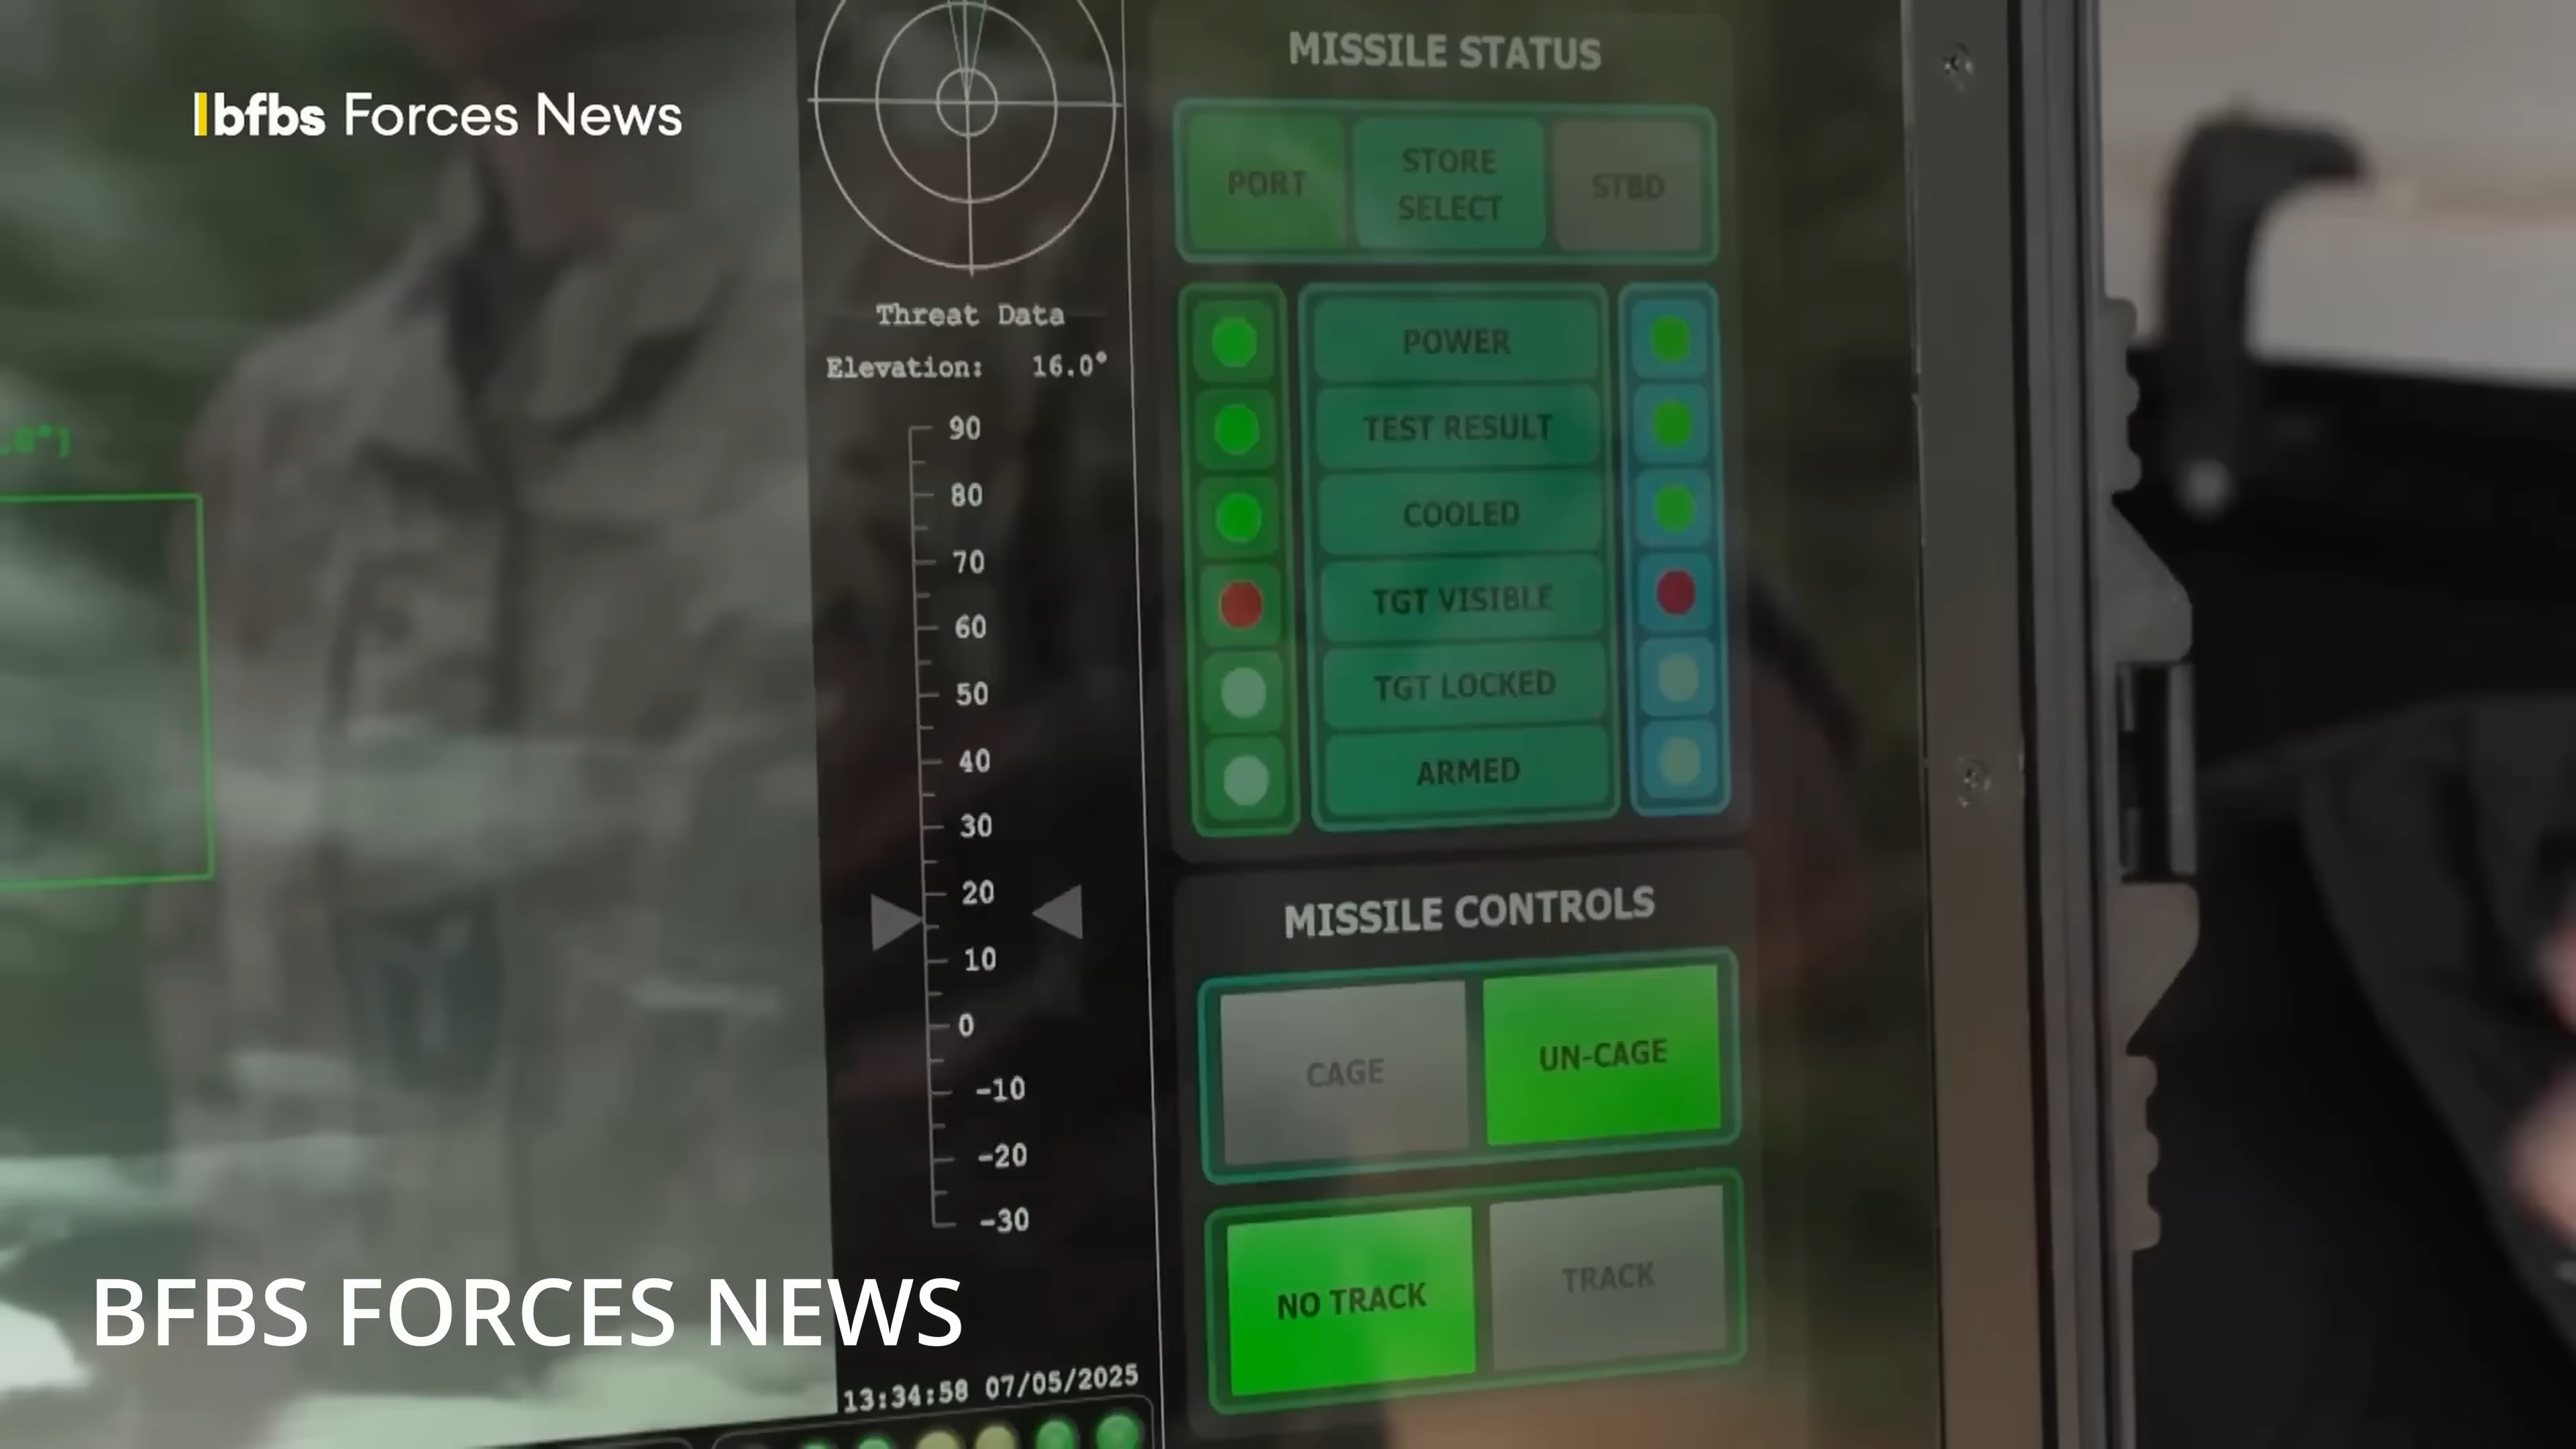 bfbs Forces News
MISSILE STATUS
PORT
STORE
SELECT
STBD
Threat Data
Elevation: 16.0°
90
80
70
60
50
40
30
20
10
0
-10
-20
-30
POWER
TEST RESULT
COOLED
TGT VISIBLE
TGT LOCKED
ARMED
MISSILE CONTROLS
CAGE
UN-CAGE
NO TRACK
TRACK
BFBS FORCES NEWS
13:34:58 07/05/2025